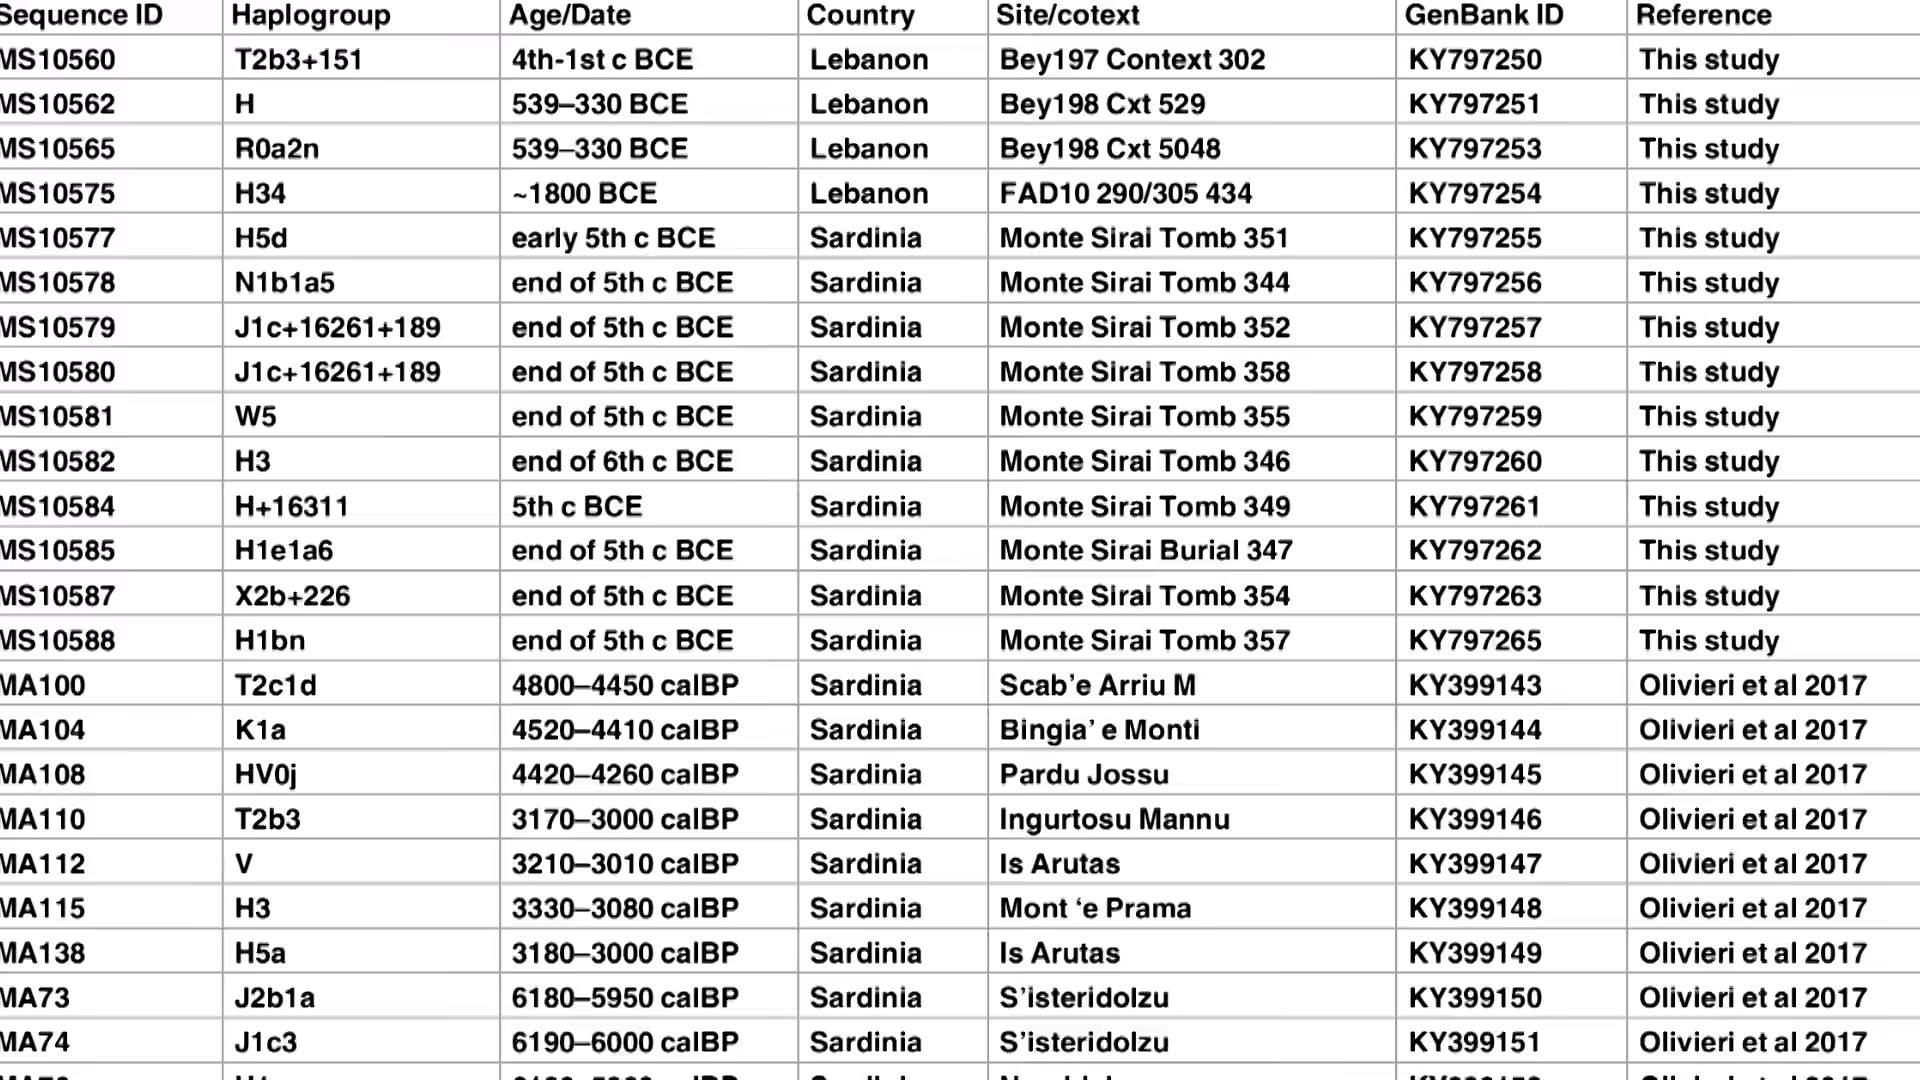 Sequence ID Haplogroup Age/Date Country Site/cotext GenBank ID Reference
MS10560 T2b3+151 4th-1st c BCE Lebanon Bey197 Context 302 KY797250 This study
MS10562 H 539–330 BCE Lebanon Bey198 Cxt 529 KY797251 This study
MS10565 R0a2n 539–330 BCE Lebanon Bey198 Cxt 5048 KY797253 This study
MS10575 H34 ~1800 BCE Lebanon FAD10 290/305 434 KY797254 This study
MS10577 H5d early 5th c BCE Sardinia Monte Sirai Tomb 351 KY797255 This study
MS10578 N1b1a5 end of 5th c BCE Sardinia Monte Sirai Tomb 344 KY797256 This study
MS10579 J1c+16261+189 end of 5th c BCE Sardinia Monte Sirai Tomb 352 KY797257 This study
MS10580 J1c+16261+189 end of 5th c BCE Sardinia Monte Sirai Tomb 358 KY797258 This study
MS10581 W5 end of 5th c BCE Sardinia Monte Sirai Tomb 355 KY797259 This study
MS10582 H3 end of 6th c BCE Sardinia Monte Sirai Tomb 346 KY797260 This study
MS10584 H+16311 5th c BCE Sardinia Monte Sirai Tomb 349 KY797261 This study
MS10585 H1e1a6 end of 5th c BCE Sardinia Monte Sirai Burial 347 KY797262 This study
MS10587 X2b+226 end of 5th c BCE Sardinia Monte Sirai Tomb 354 KY797263 This study
MS10588 H1bn end of 5th c BCE Sardinia Monte Sirai Tomb 357 KY797265 This study
MA100 T2c1d 4800–4450 calBP Sardinia Scab’e Arriu M KY399143 Olivieri et al 2017
MA104 K1a 4520–4410 calBP Sardinia Bingia’ e Monti KY399144 Olivieri et al 2017
MA108 HV0j 4420–4260 calBP Sardinia Pardu Jossu KY399145 Olivieri et al 2017
MA110 T2b3 3170–3000 calBP Sardinia Ingurtosu Mannu KY399146 Olivieri et al 2017
MA112 V 3210–3010 calBP Sardinia Is Arutas KY399147 Olivieri et al 2017
MA115 H3 3330–3080 calBP Sardinia Mont ‘e Prama KY399148 Olivieri et al 2017
MA138 H5a 3180–3000 calBP Sardinia Is Arutas KY399149 Olivieri et al 2017
MA73 J2b1a 6180–5950 calBP Sardinia S’isteridolzu KY399150 Olivieri et al 2017
MA74 J1c3 6190–6000 calBP Sardinia S’isteridolzu KY399151 Olivieri et al 2017